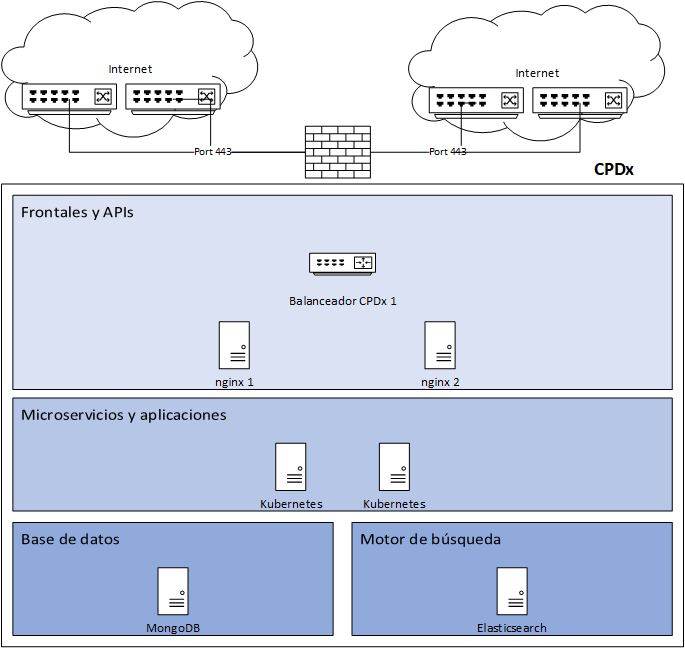 Internet
Internet
Port 443
Port 443
CPDx
Frontales y APIs
Balanceador CPDx 1
nginx 1
nginx 2
Microservicios y aplicaciones
Kubernetes
Kubernetes
Base de datos
Motor de búsqueda
MongoDB
Elasticsearch